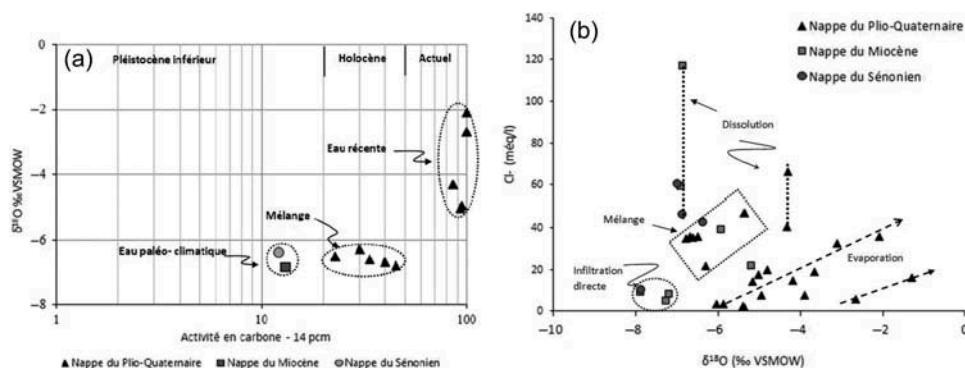 (a)
0
−2
−4
−6
−8
δ¹⁸O ‰VSMOW
Pléistocène inférieur
Holocène
Actuel
Eau récente
Mélange
Eau paléo- climatique
1
10
100
Activité en carbone - 14 pcm
Nappe du Plio-Quaternaire
Nappe du Miocène
Nappe du Sénonien
(b)
140
120
100
80
60
40
20
0
Cl- (méq/l)
Nappe du Plio-Quaternaire
Nappe du Miocène
Nappe du Sénonien
Dissolution
Mélange
Infiltration
directe
Evaporation
−10
−8
−6
−4
−2
0
δ¹⁸O (‰ VSMOW)